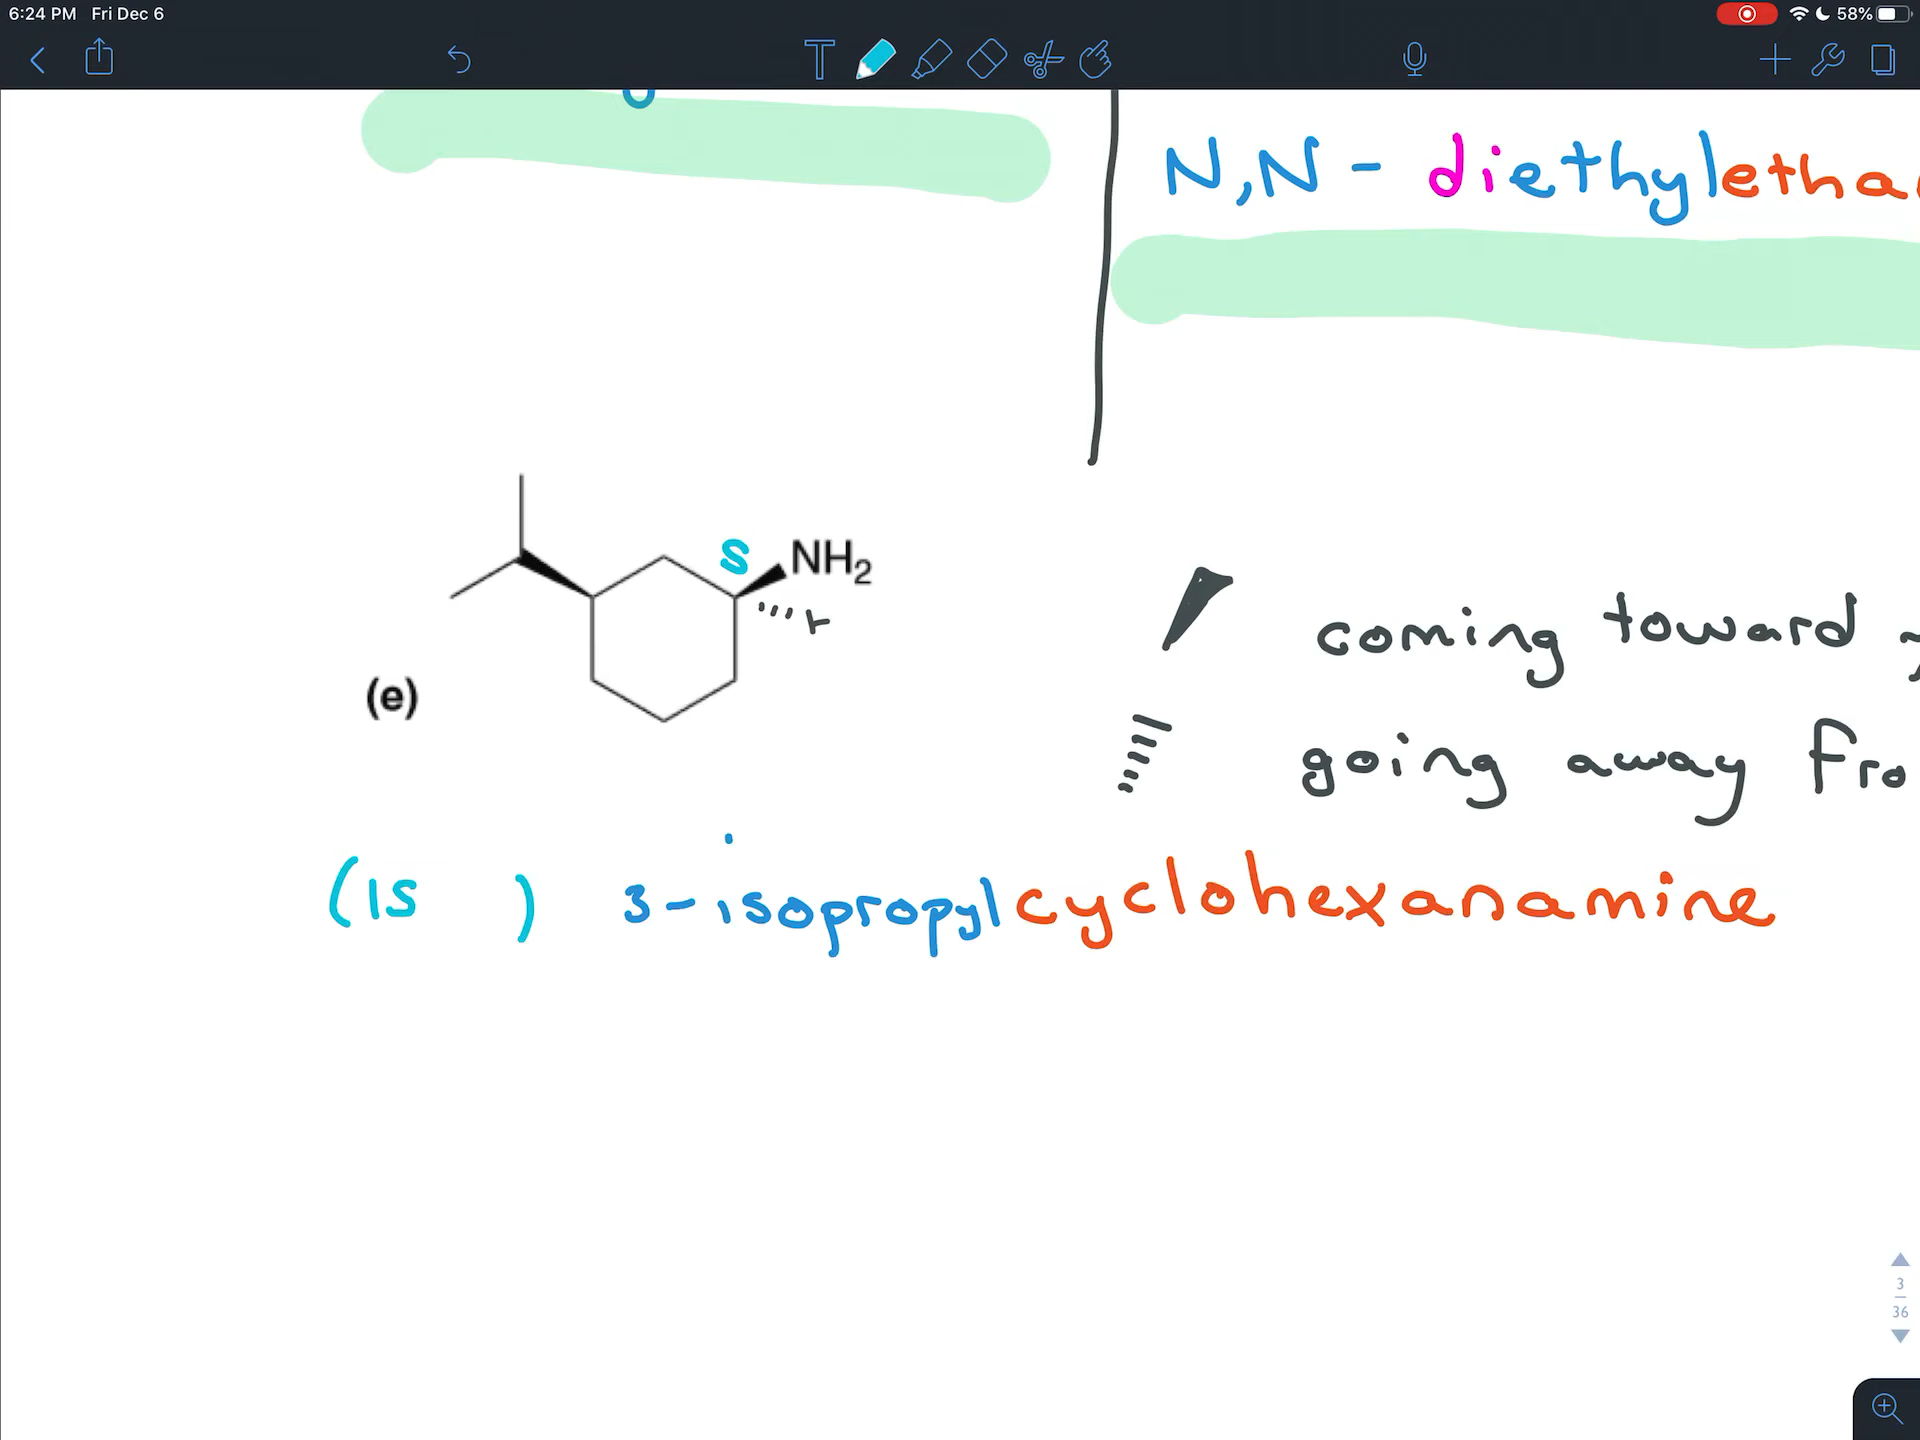 6:24 PM Fri Dec 6
58%
N,N - diethyletha
S
NH2
H
(e)
coming toward
going away fro
(1S ) 3-isopropylcyclohexanamine
3
36